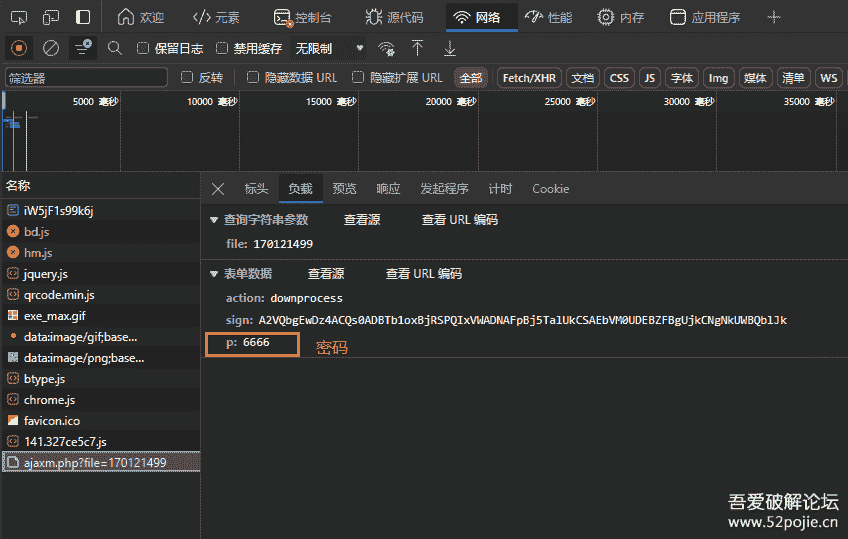 欢迎 元素 控制台 源代码 网络 性能 内存 应用程序
保留日志 禁用缓存 无限制
筛选器 反转 隐藏数据 URL 隐藏扩展 URL 全部 Fetch/XHR 文档 CSS JS 字体 Img 媒体 清单 WS
5000 毫秒 10000 毫秒 15000 毫秒 20000 毫秒 25000 毫秒 30000 毫秒 35000 毫秒
名称
iW5jF1s99k6j
bd.js
hm.js
jquery.js
qrcode.min.js
exe_max.gif
data:image/gif;base...
data:image/png;base...
btype.js
chrome.js
favicon.ico
141.327ce5c7.js
ajaxm.php?file=170121499
标头 负载 预览 响应 发起程序 计时 Cookie
查询字符串参数 查看源 查看 URL 编码
file: 170121499
表单数据 查看源 查看 URL 编码
action: downprocess
sign: A2VQbgEwDz4ACQs0ADBTb1oxBjRSPQIxVWADNAFpBj5TalUkCSAEbVM0UDEBZFBgUjkCNgNkUWBQblJk
p: 6666
密码
吾爱破解论坛
www.52pojie.cn